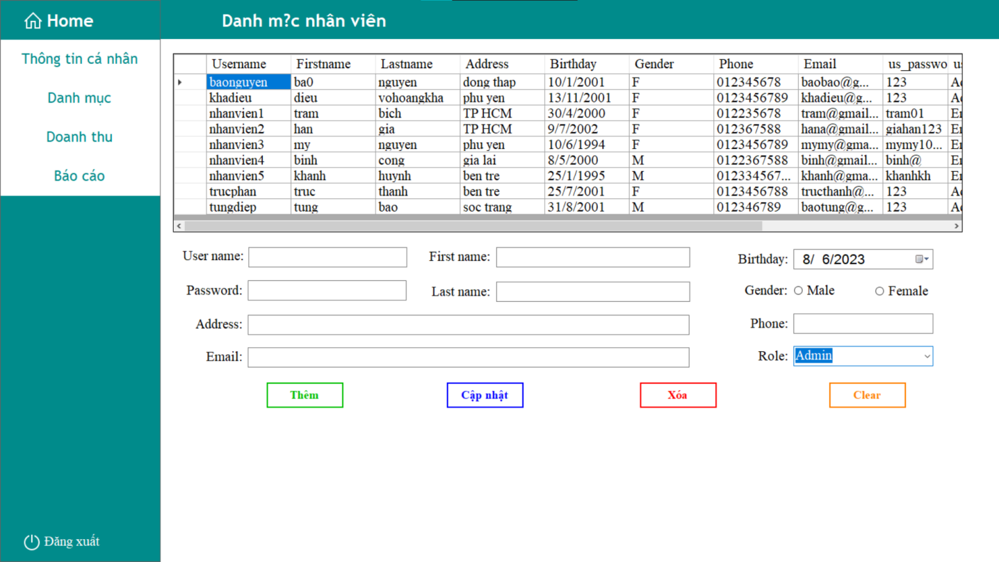 Home
Danh m?c nhân viên
Thông tin cá nhân
Danh mục
Doanh thu
Báo cáo
Username Firstname Lastname Address Birthday Gender Phone Email us_passwo us
baonguyen ba0 nguyen dong thap 10/1/2001 F 012345678 baobao@g... 123
khadieu dieu vohoangkha phu yen 13/11/2001 F 0123456789 khadieu@g... 123
nhanvien1 tram bich TP HCM 30/4/2000 F 012235678 tram@gmail... tram01
nhanvien2 han gia TP HCM 9/7/2002 F 012367588 hana@gmail... giahan123
nhanvien3 my nguyen phu yen 10/6/1994 F 0123456789 mymy@gma... mymy10...
nhanvien4 binh cong gia lai 8/5/2000 M 0122367588 binh@gmail... binh@
nhanvien5 khanh huynh ben tre 25/1/1995 M 012334567... khanh@gma... khanhkh
trucphan truc thanh ben tre 25/7/2001 F 0123456788 tructhanh@... 123
tungdiep tung bao soc trang 31/8/2001 M 012346789 baotung@g... 123
User name: First name: Birthday: 8/ 6/2023
Password: Last name: Gender: Male Female
Address: Phone:
Email: Role: Admin
Thêm Cập nhật Xóa Clear
Đăng xuất